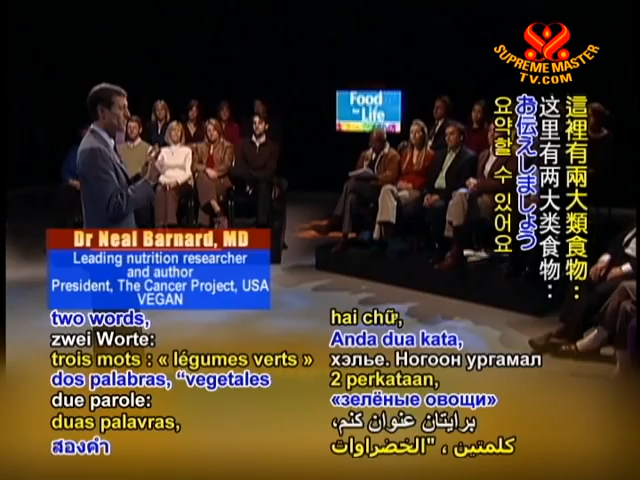 SUPREME MASTER
TV.COM
Food
for
Life
這裡有兩大類食物：
这里有两大类食物：
お伝えしましょう
요약할 수 있어요
Dr Neal Barnard, MD
Leading nutrition researcher
and author
President, The Cancer Project, USA
VEGAN
two words,
zwei Worte:
trois mots : « légumes verts »
dos palabras, “vegetales
due parole:
duas palavras,
สองคำ
hai chữ,
Anda dua kata,
хэлье. Ногоон ургамал
2 perkataan,
«зелёные овощи»
برایتان عنوان کنم،
كلمتين ، "الخضراوات